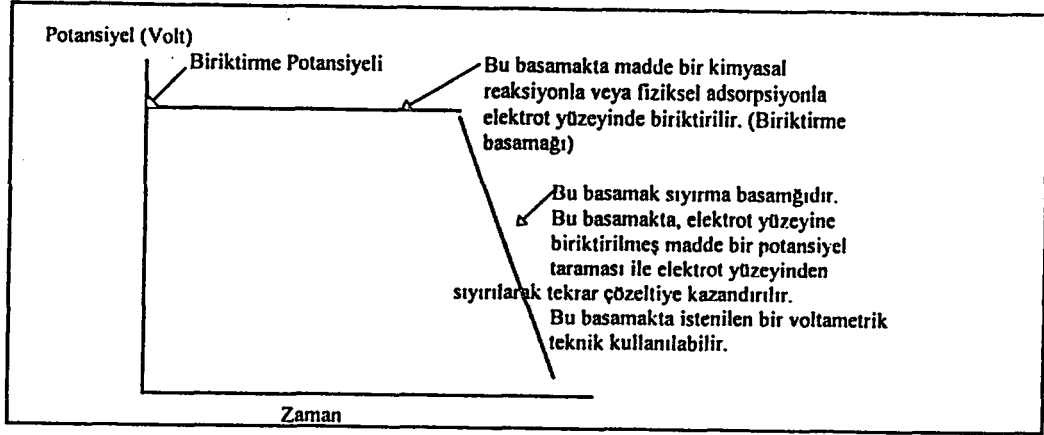 Potansiyel (Volt)
Biriktirme Potansiyeli
Bu basamakta madde bir kimyasal
reaksiyonla veya fiziksel adsorpsiyonla
elektrot yüzeyinde biriktirilir. (Biriktirme
basamağı)
Bu basamak sıyırma basamğıdır.
Bu basamakta, elektrot yüzeyine
biriktirilmeş madde bir potansiyel
taraması ile elektrot yüzeyinden
sıyırılarak tekrar çözeltiye kazandırılır.
Bu basamakta istenilen bir voltametrik
teknik kullanılabilir.
Zaman